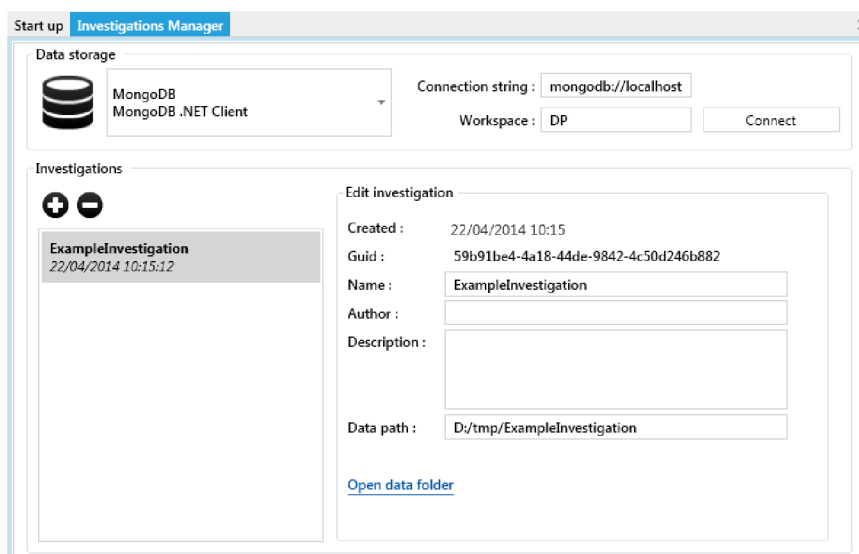 Start up Investigations Manager
Data storage
MongoDB
MongoDB .NET Client
Connection string : mongodb://localhost
Workspace : DP Connect
Investigations
ExampleInvestigation
22/04/2014 10:15:12
Edit investigation
Created : 22/04/2014 10:15
Guid : 59b91be4-4a18-44de-9842-4c50d246b882
Name : ExampleInvestigation
Author :
Description :
Data path : D:/tmp/ExampleInvestigation
Open data folder